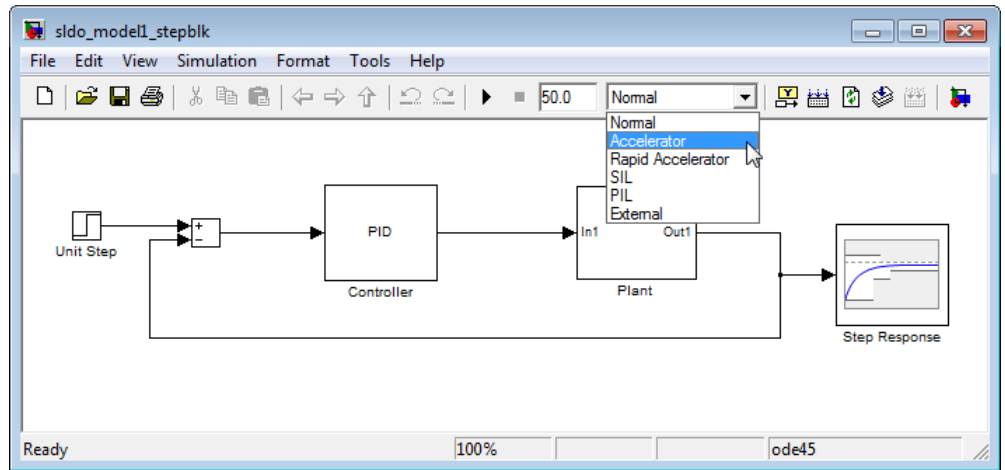 sldo_model1_stepblk
File Edit View Simulation Format Tools Help
50.0 Normal
Normal
Accelerator
Rapid Accelerator
SIL
PIL
External
Unit Step
+
−
PID
Controller
In1 Out1
Plant
Step Response
Ready 100% ode45